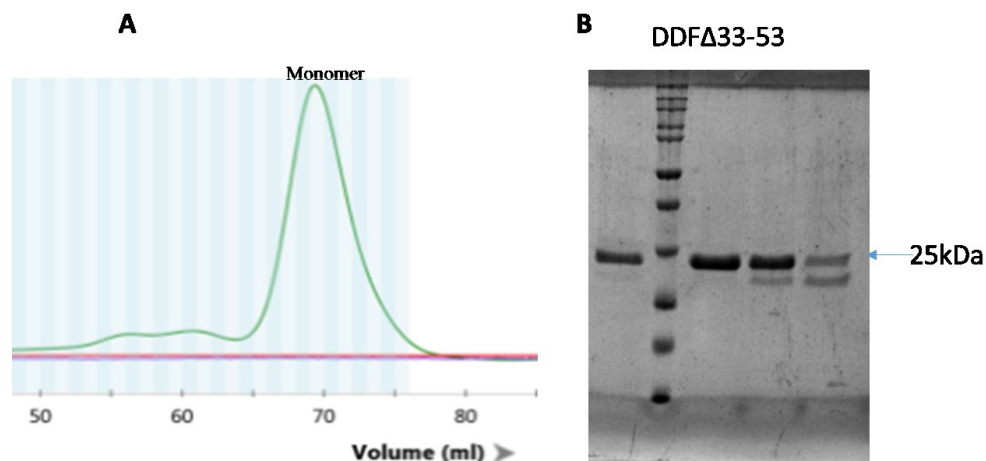 A
Monomer
50 60 70 80
Volume (ml)
B
DDFΔ33-53
25kDa